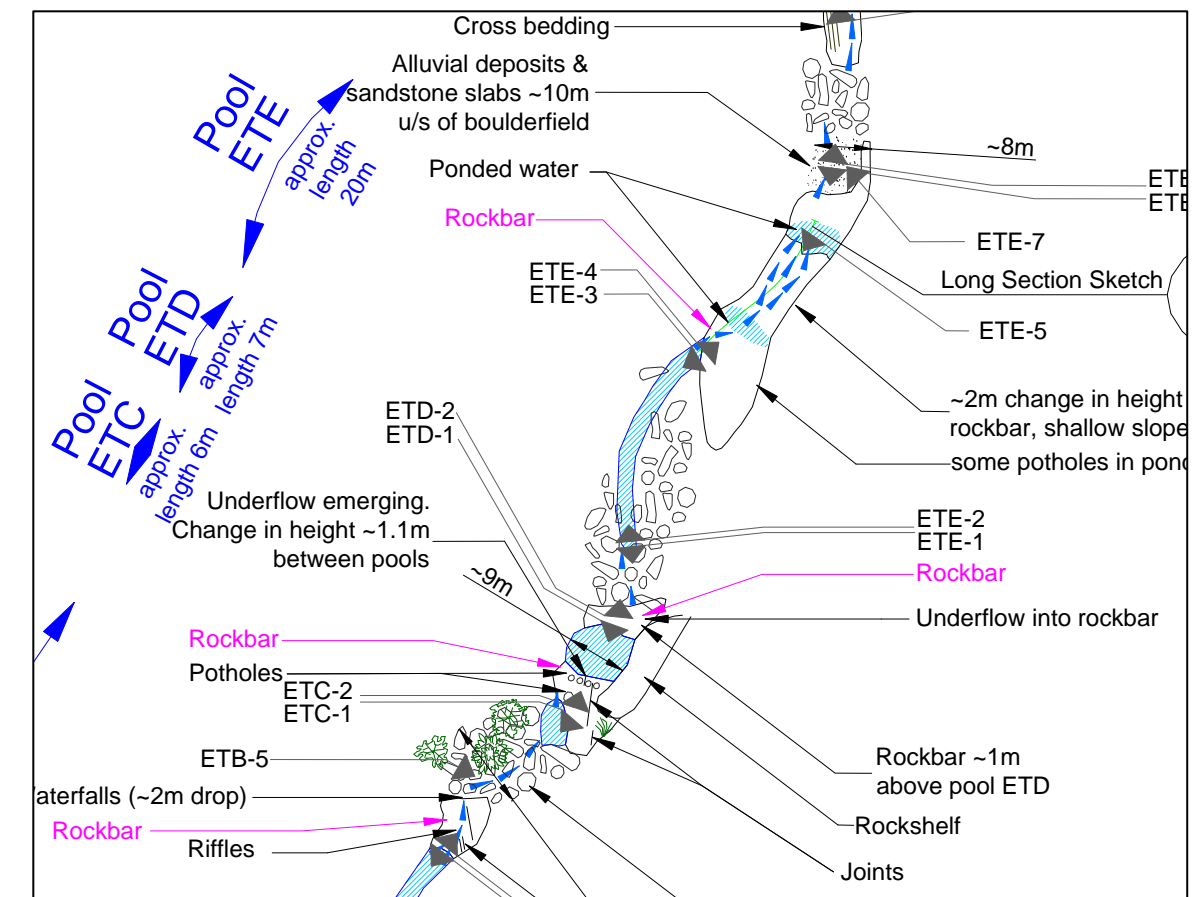 Cross bedding
Alluvial deposits &
sandstone slabs ~10m
u/s of boulderfield
Pool
ETE
approx.
length
20m
~8m
Ponded water
ETE
ETE
Rockbar
ETE-7
ETE-4
ETE-3
Long Section Sketch
Pool
ETD
approx.
length 7m
ETE-5
Pool
ETC
approx.
length 6m
ETD-2
ETD-1
~2m change in height
rockbar, shallow slope
some potholes in pond
Underflow emerging.
Change in height ~1.1m
between pools
ETE-2
ETE-1
Rockbar
~9m
Underflow into rockbar
Rockbar
Potholes
ETC-2
ETC-1
ETB-5
Rockbar ~1m
above pool ETD
aterfalls (~2m drop)
Rockbar
Rockshelf
Riffles
Joints